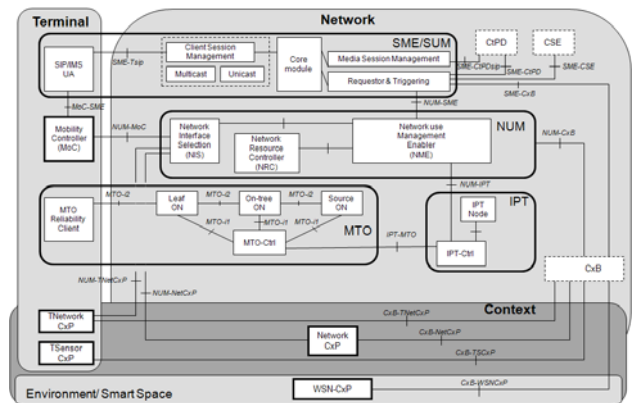 Terminal
Network
SIP/IMS
UA
SME-Tsip
Client Session
Management
Multicast
Unicast
Core
module
SME/SUM
Media Session Management
Requestor & Triggering
CtPD
CSE
SME-CtPDsip
SME-CtPD
SME-CSE
SME-CxB
MoC-SME
NUM-SME
Mobility
Controller
(MoC)
NUM-MoC
Network
Interface
Selection
(NIS)
Network
Resource
Controller
(NRC)
Network use
Management
Enabler
(NME)
NUM
NUM-CxB
NUM-IPT
MTO
Reliability
Client
MTO-i2
Leaf
ON
MTO-i2
On-tree
ON
MTO-i2
Source
ON
MTO-i1
MTO-i1
MTO-i1
MTO-Ctrl
MTO
IPT-MTO
IPT
Node
IPT
IPT-Ctrl
CxB
NUM-TNetCxP
NUM-NetCxP
Context
TNetwork
CxP
CxB-TNetCxP
Network
CxP
CxB-NetCxP
TSensor
CxP
CxB-TSCxP
WSN-CxP
CxB-WSNCxP
Environment/ Smart Space